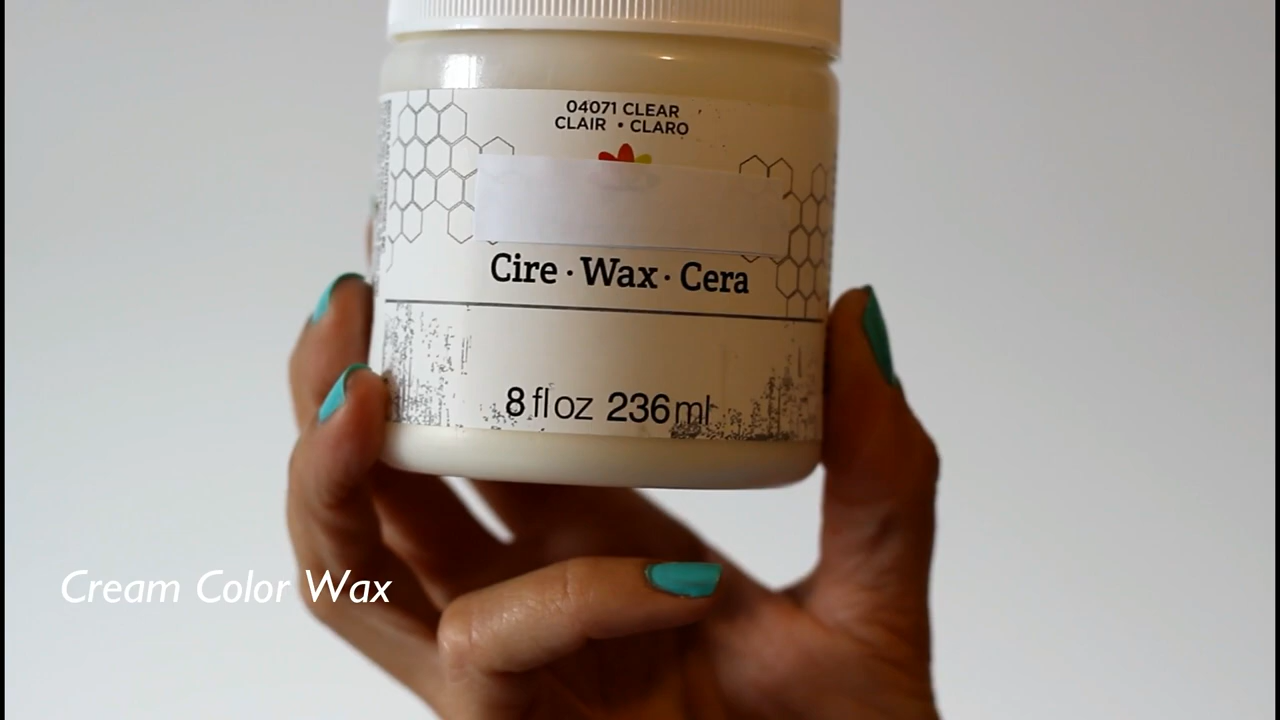 04071 CLEAR
CLAIR • CLARO
Cire · Wax · Cera
8 fl oz 236 ml
Cream Color Wax